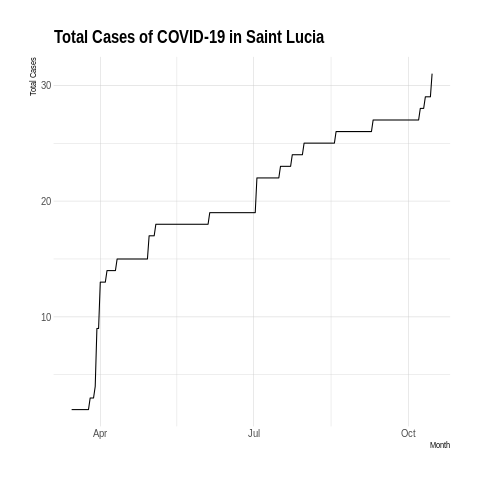 Total Cases of COVID-19 in Saint Lucia
Total Cases
30
20
10
Apr Jul Oct
Month